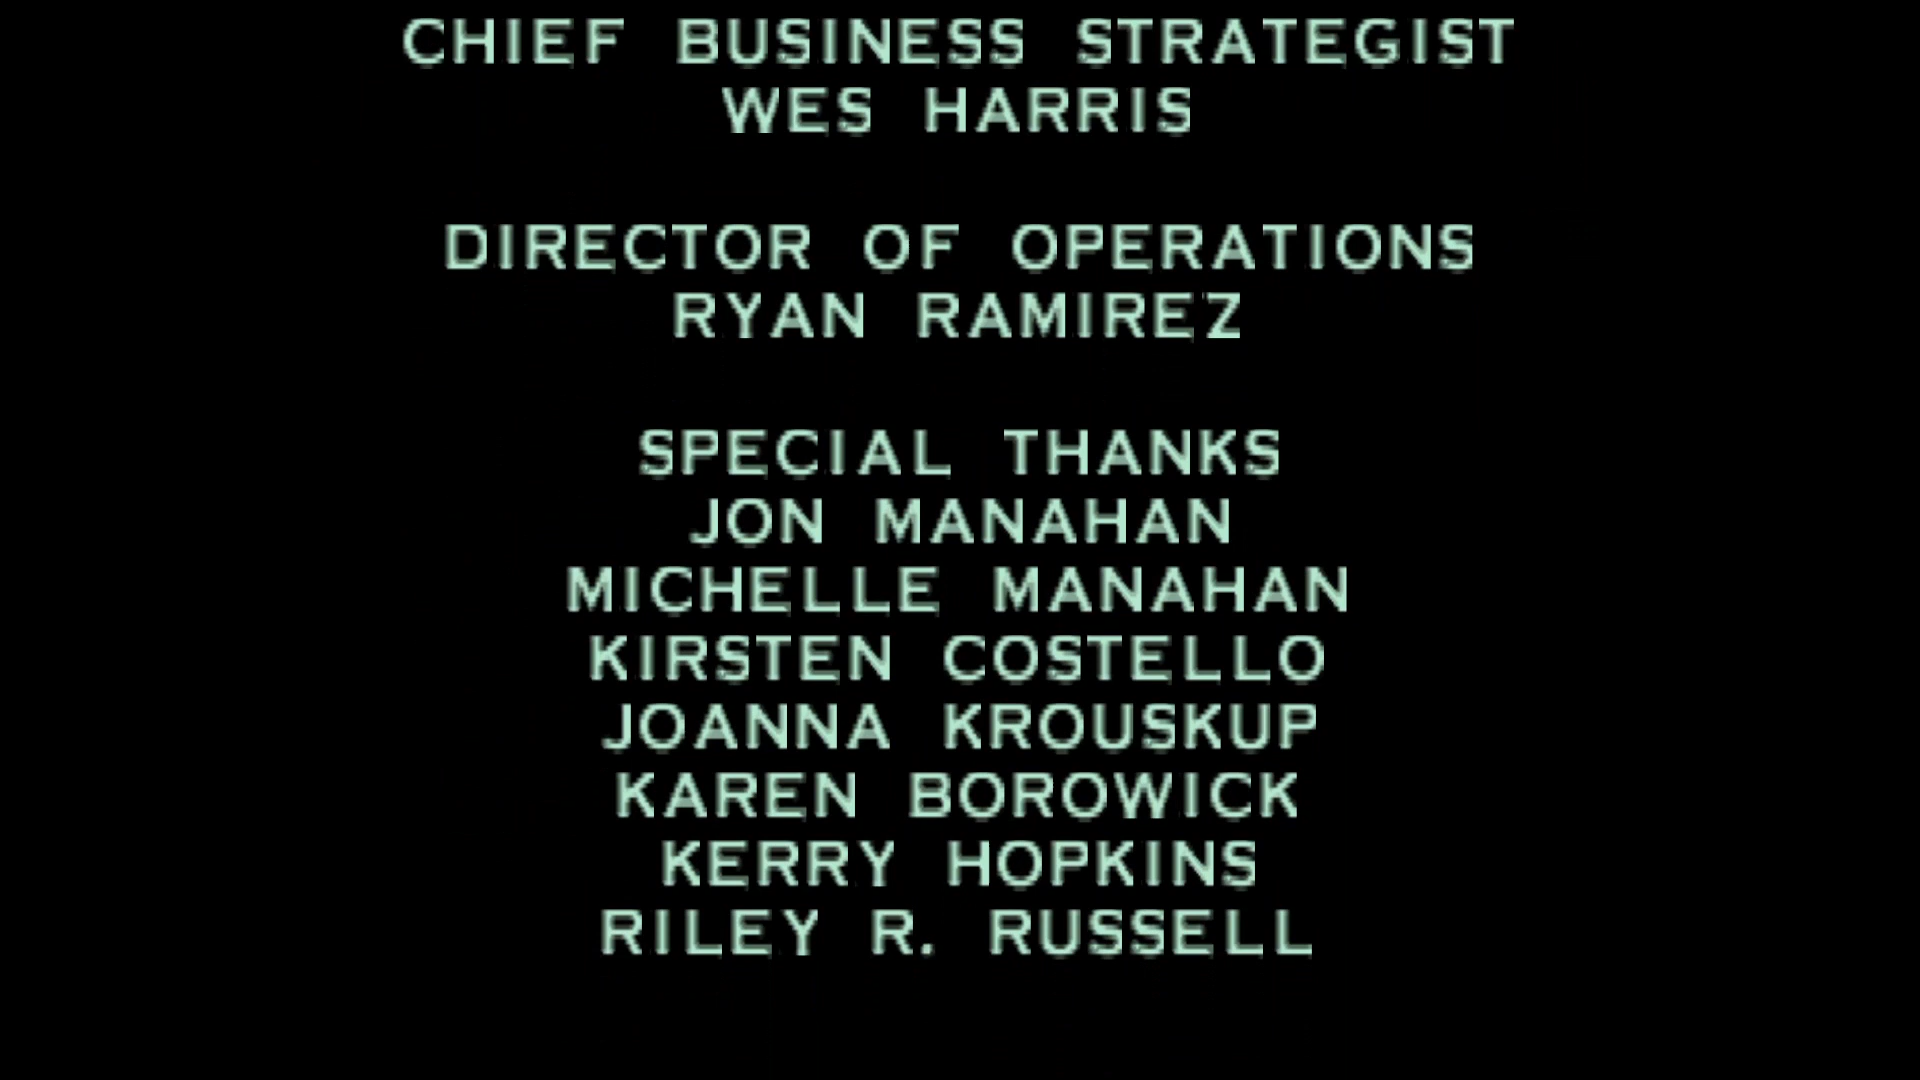 CHIEF BUSINESS STRATEGIST
WES HARRIS
DIRECTOR OF OPERATIONS
RYAN RAMIREZ
SPECIAL THANKS
JON MANAHAN
MICHELLE MANAHAN
KIRSTEN COSTELLO
JOANNA KROUSKUP
KAREN BOROWICK
KERRY HOPKINS
RILEY R. RUSSELL